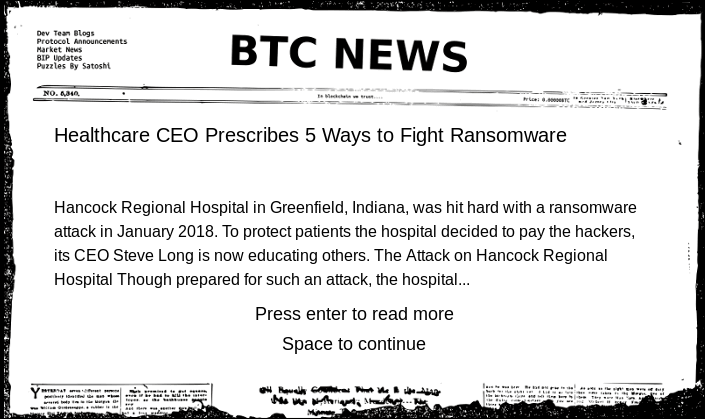 Dev Team Blogs
Protocol Announcements
Market News
BIP Updates
Puzzles By Satoshi
BTC NEWS
NO. 6,340.
In blockchain we trust....
Price: 0.00000BTC
Healthcare CEO Prescribes 5 Ways to Fight Ransomware
Hancock Regional Hospital in Greenfield, Indiana, was hit hard with a ransomware
attack in January 2018. To protect patients the hospital decided to pay the hackers,
its CEO Steve Long is now educating others. The Attack on Hancock Regional
Hospital Though prepared for such an attack, the hospital...
Press enter to read more
Space to continue